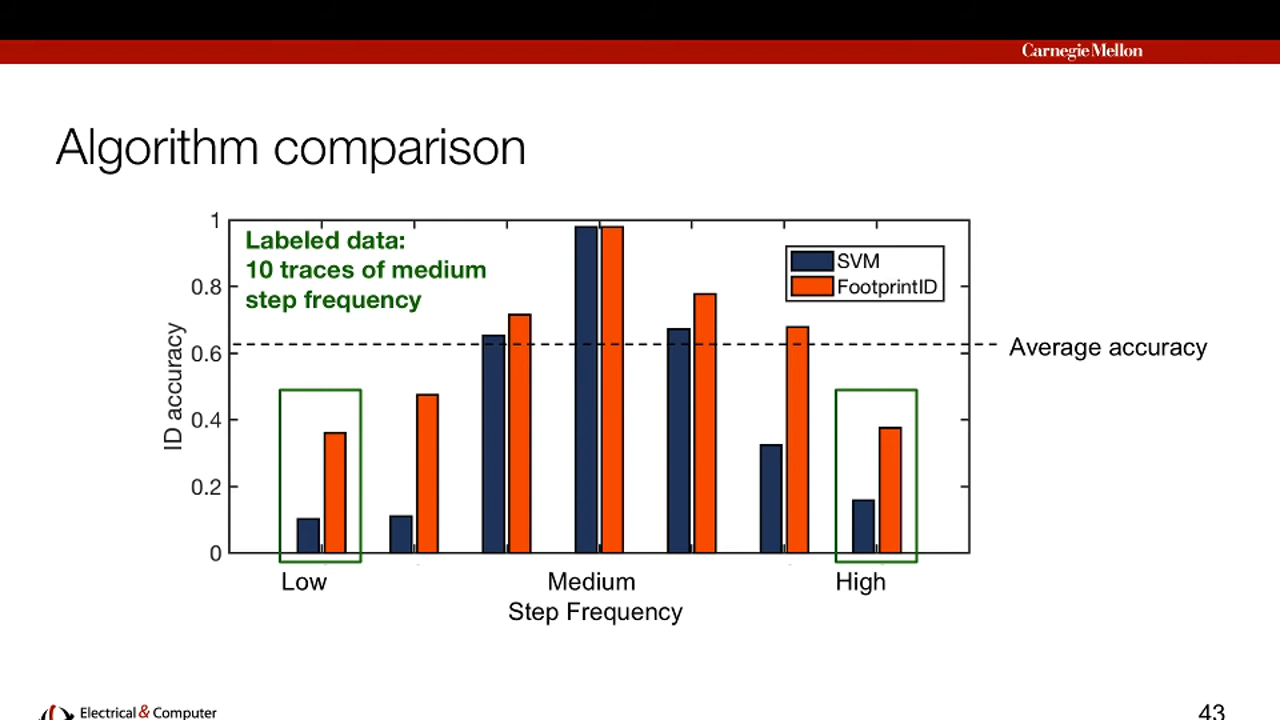 Carnegie Mellon
Algorithm comparison
Labeled data:
10 traces of medium
step frequency
SVM
FootprintID
1
0.8
0.6
0.4
0.2
0
ID accuracy
Average accuracy
Low
Medium
High
Step Frequency
Electrical & Computer
43